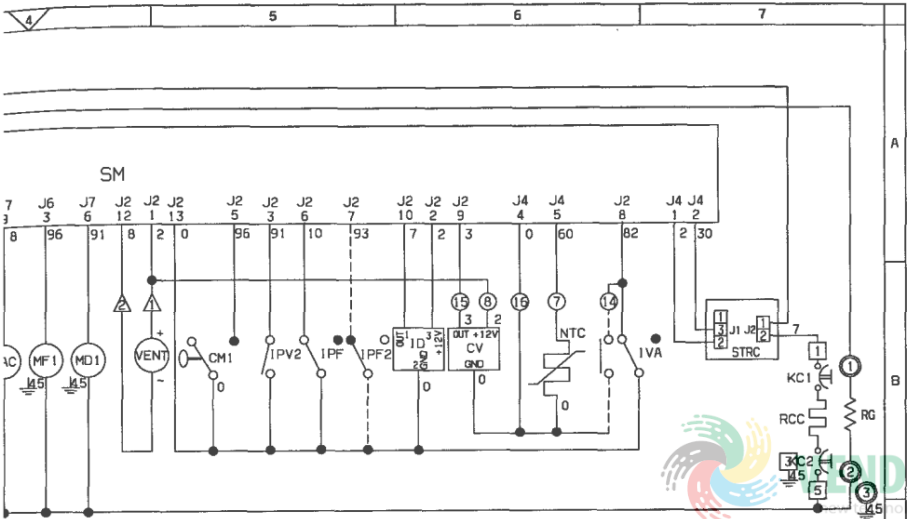 4 5 6 7
A
SM
7 J6 J7 J2 J2 J2 J2 J2 J2 J2 J2 J2 J2 J4 J4 J2 J4 J4
3 6 12 1 13 5 3 6 7 10 2 9 4 5 8 1 2
8 96 91 8 2 0 96 91 10 93 7 2 3 0 60 82 2 30
2 1 15 8 16 7 14
+ 3 2 NTC
1 3 2 J1 J2 1 2 7
STRC
AC MF1 MD1 VENT CM1 IPV2 IPF IPF2
OUT 1 ID 3 +12V 2 GND
OUT +12V CV GND
IVA
45 45 ~ 0 0 0 0 0
1 KC1 1
B
RCC RG
3 KC2 2
45 5 3
45
VEND